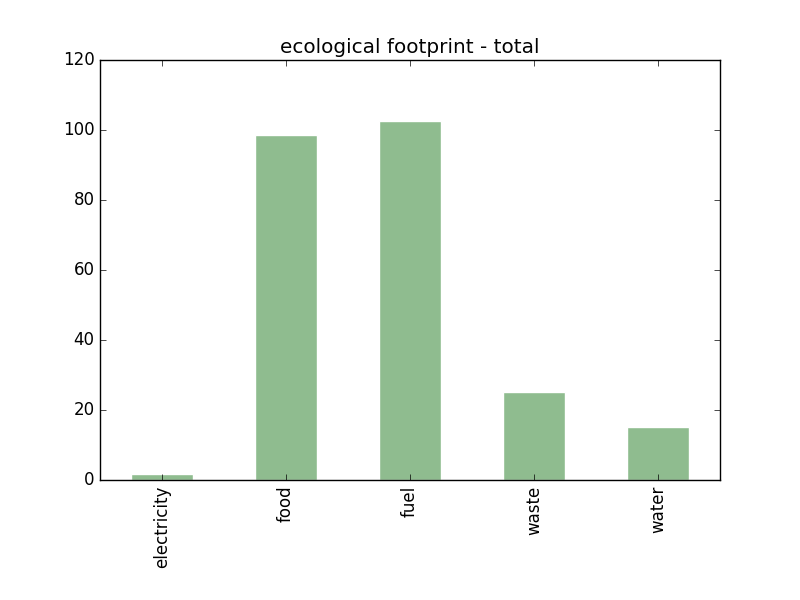 ecological footprint - total
120
100
80
60
40
20
0
electricity
food
fuel
waste
water